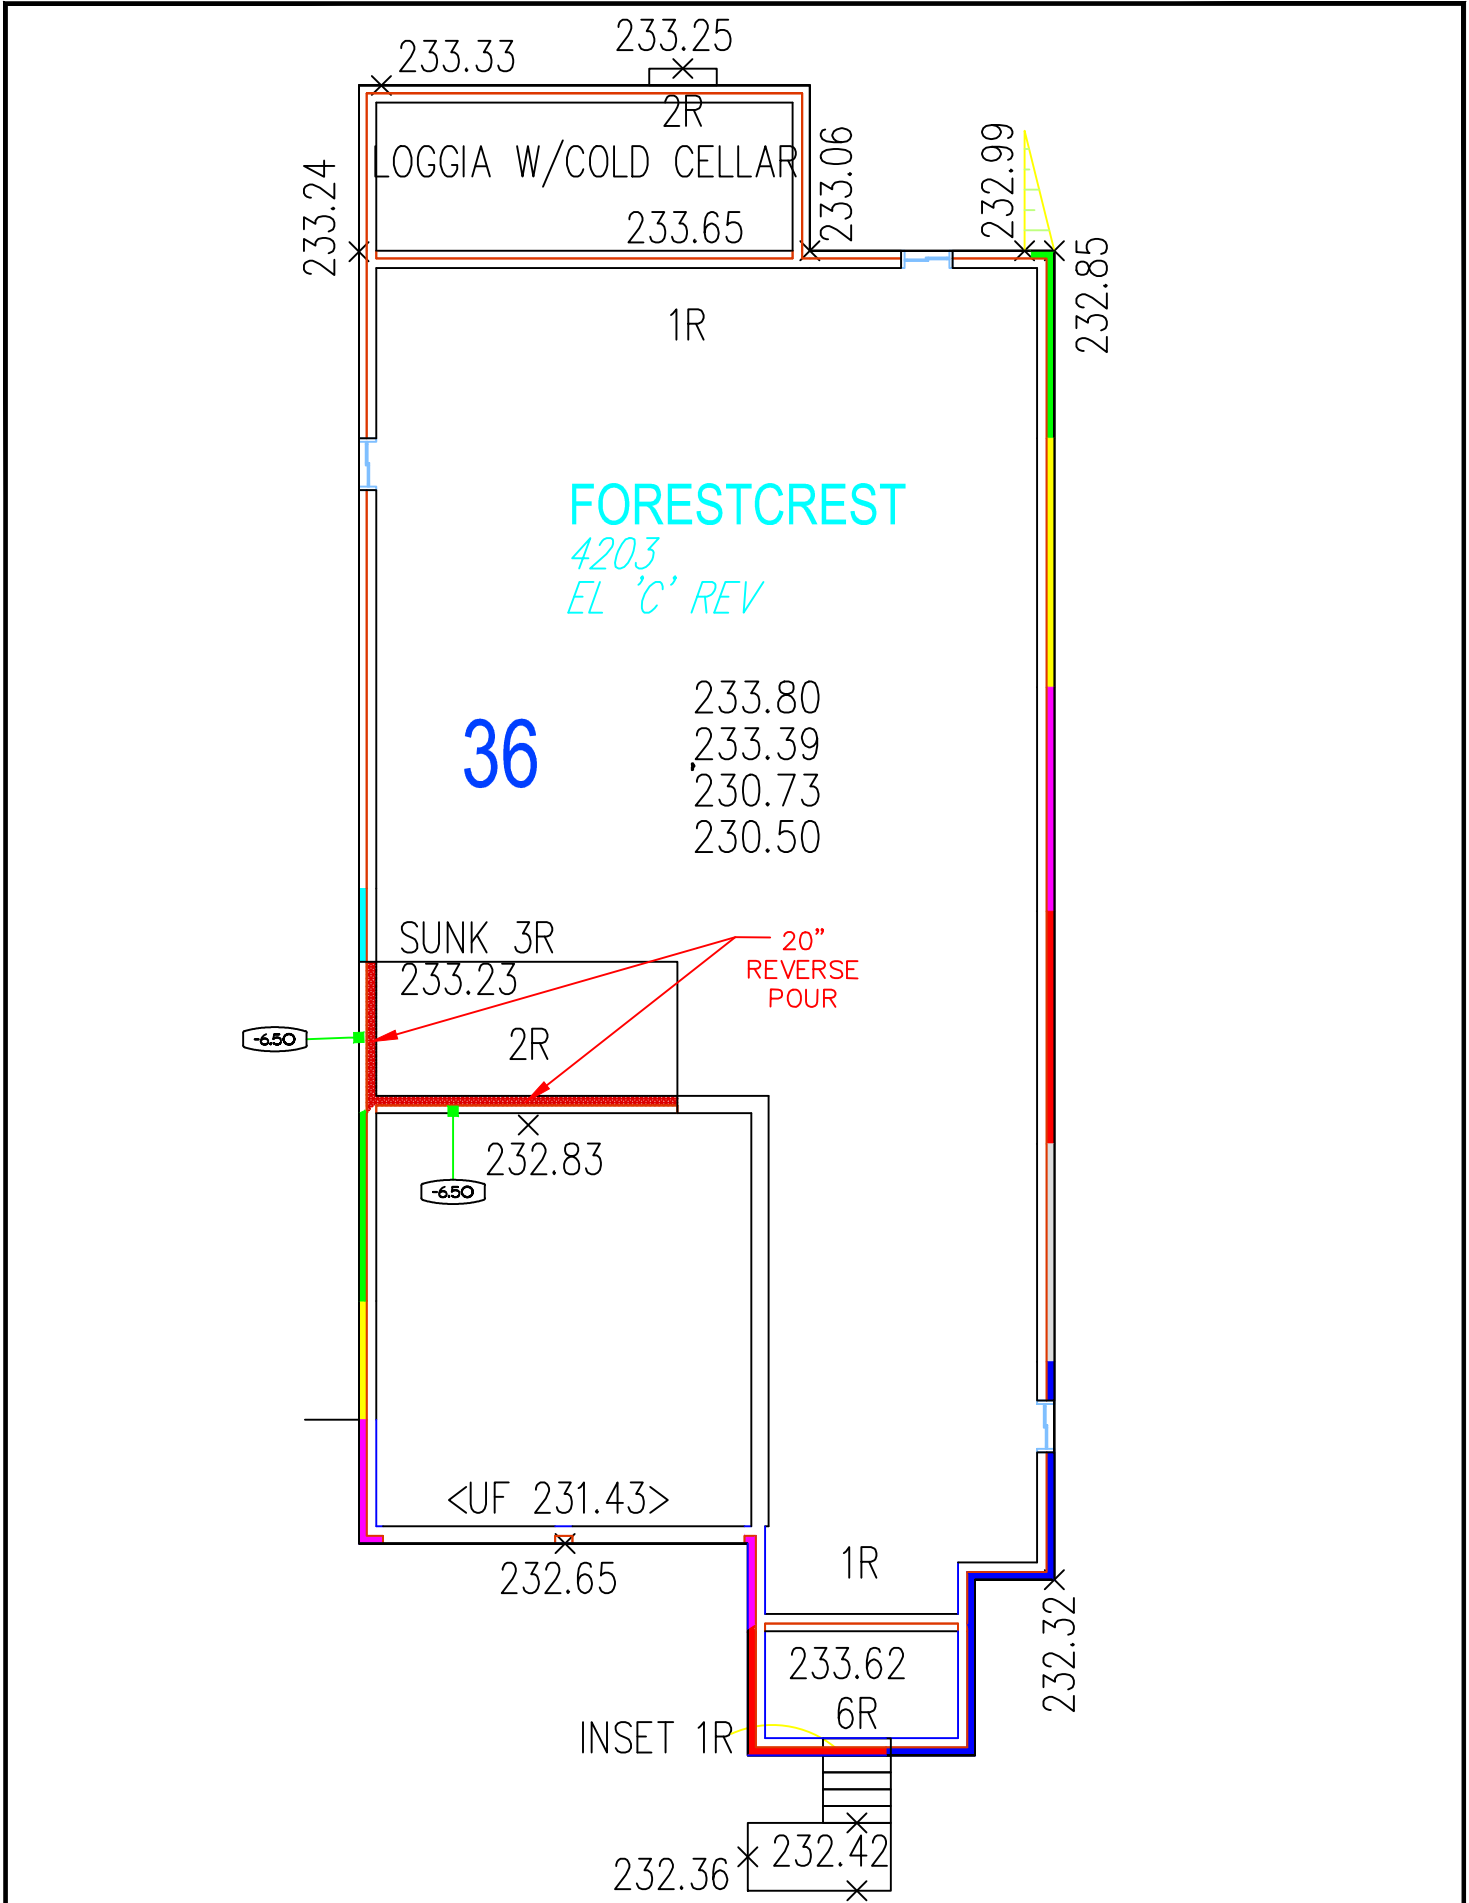 233.25
233.33
2R
LOGGIA W/COLD CELLAR
233.65
233.24
233.06
232.99
232.85
1R
FORESTCREST
4203
EL 'C' REV
36
233.80
233.39
230.73
230.50
SUNK 3R
233.23
20"
REVERSE
POUR
2R
-6.50
232.83
-6.50
<UF 231.43>
232.65
1R
232.32
233.62
6R
INSET 1R
232.42
232.36